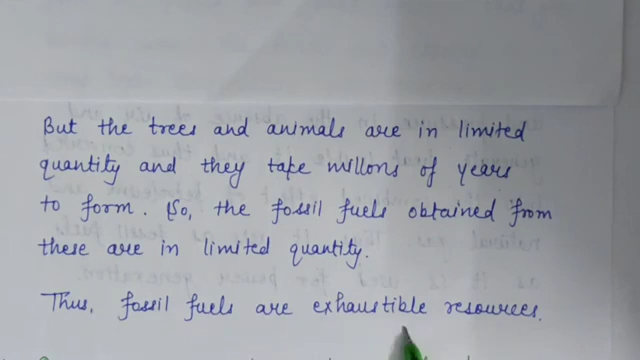 But the trees and animals are in limited
quantity and they take millons of years
to form. So, the fossil fuels obtained from
these are in limited quantity.
Thus, fossil fuels are exhaustible resources.